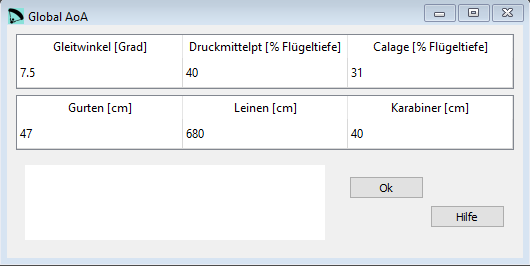 Global AoA
Gleitwinkel [Grad] Druckmittelpt [% Flügeltiefe] Calage [% Flügeltiefe]
7.5 40 31
Gurten [cm] Leinen [cm] Karabiner [cm]
47 680 40
Ok
Hilfe